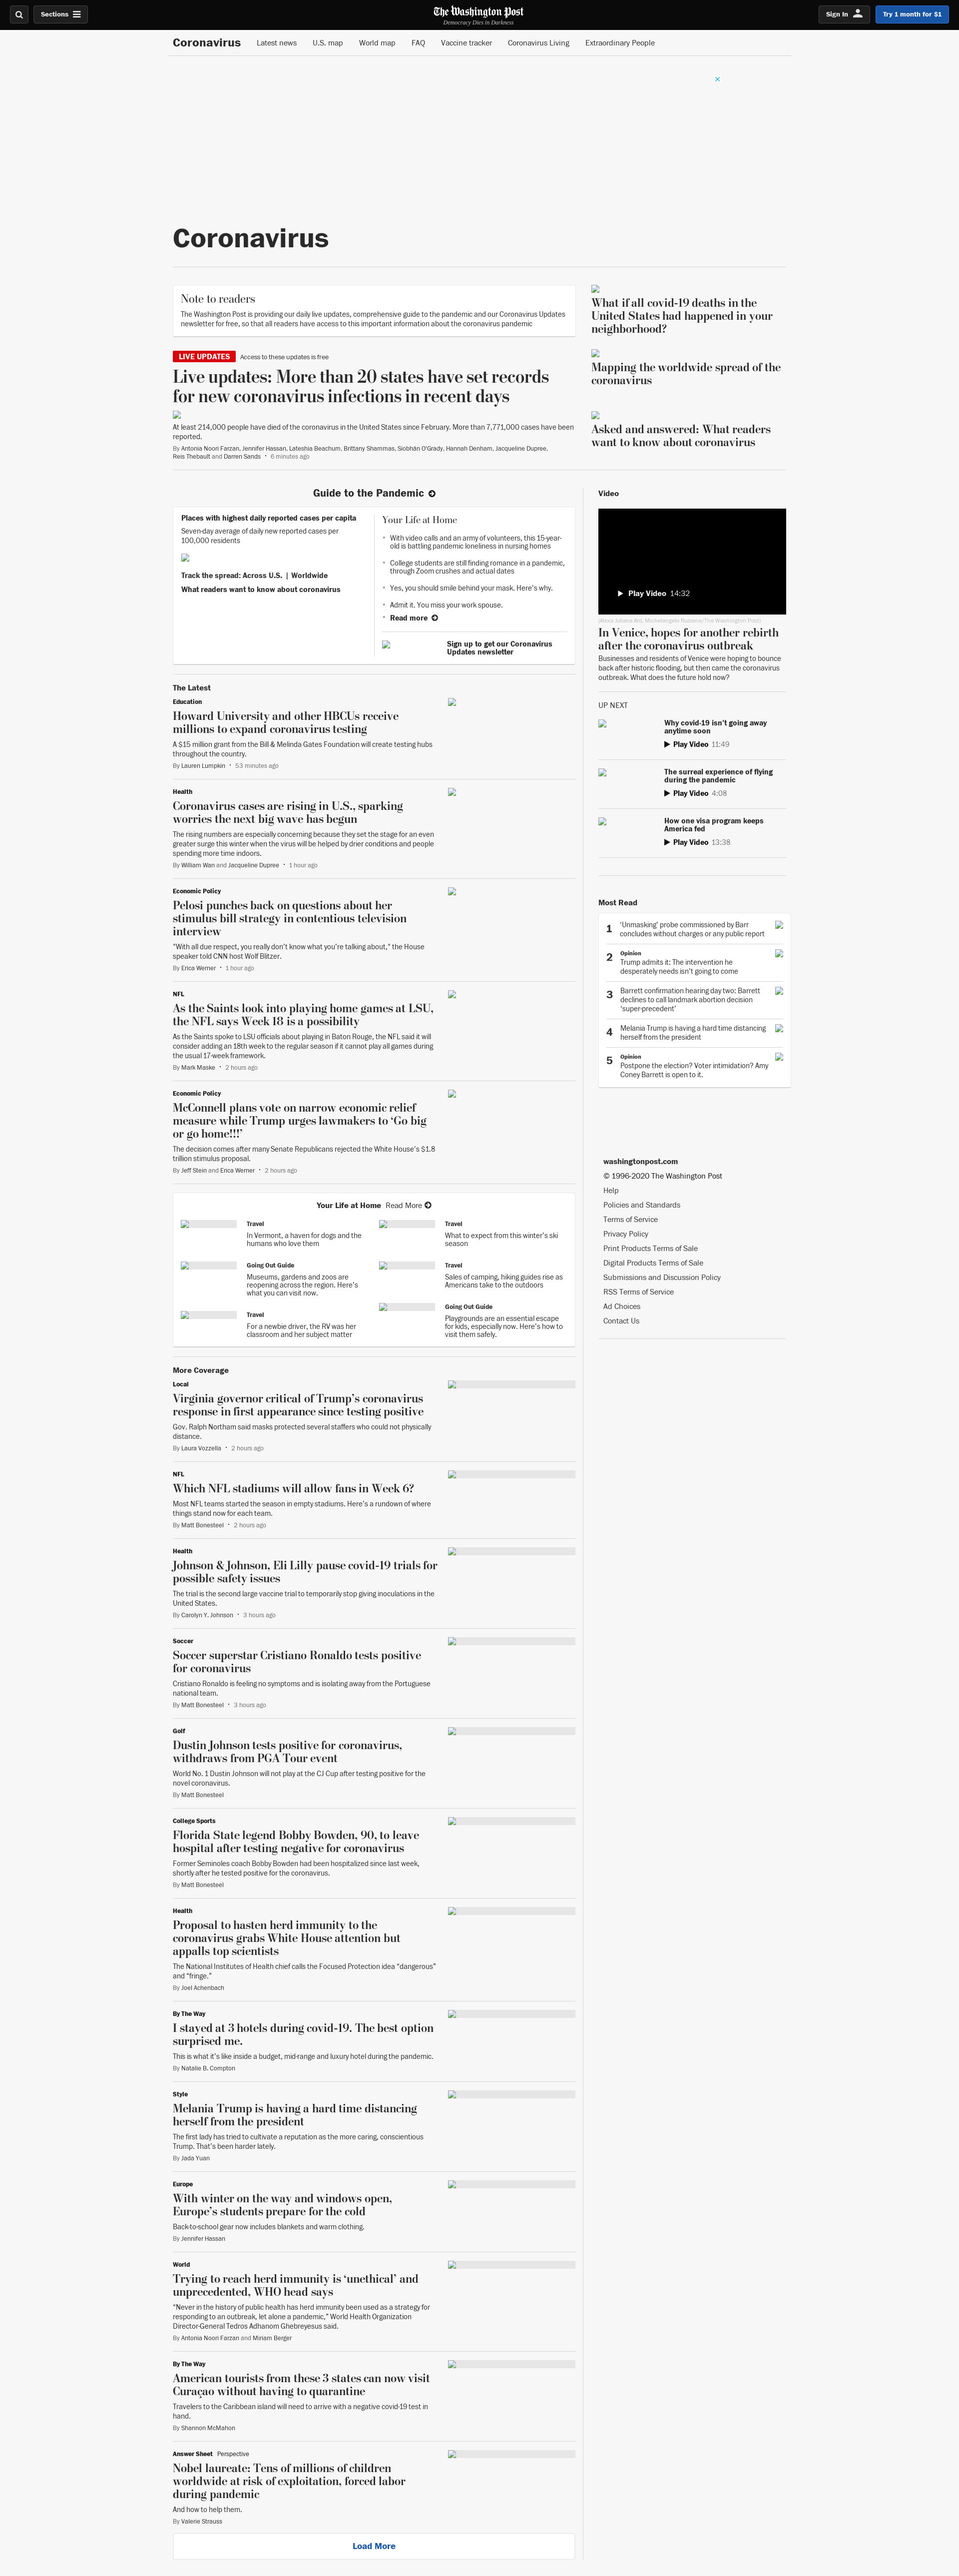 Sections
The Washington Post
Democracy Dies in Darkness
Sign In
Try 1 month for $1
Coronavirus
Latest news
U.S. map
World map
FAQ
Vaccine tracker
Coronavirus Living
Extraordinary People
Coronavirus
Note to readers
The Washington Post is providing our daily live updates, comprehensive guide to the pandemic and our Coronavirus Updates
newsletter for free, so that all readers have access to this important information about the coronavirus pandemic
LIVE UPDATES Access to these updates is free
Live updates: More than 20 states have set records
for new coronavirus infections in recent days
At least 214,000 people have died of the coronavirus in the United States since February. More than 7,771,000 cases have been
reported.
By Antonia Noori Farzan, Jennifer Hassan, Lateshia Beachum, Brittany Shammas, Siobhán O'Grady, Hannah Denham, Jacqueline Dupree,
Reis Thebault and Darren Sands • 6 minutes ago
What if all covid-19 deaths in the
United States had happened in your
neighborhood?
Mapping the worldwide spread of the
coronavirus
Asked and answered: What readers
want to know about coronavirus
Guide to the Pandemic
Places with highest daily reported cases per capita
Seven-day average of daily new reported cases per
100,000 residents
Track the spread: Across U.S. | Worldwide
What readers want to know about coronavirus
Your Life at Home
• With video calls and an army of volunteers, this 15-year-
old is battling pandemic loneliness in nursing homes
• College students are still finding romance in a pandemic,
through Zoom crushes and actual dates
• Yes, you should smile behind your mask. Here's why.
• Admit it. You miss your work spouse.
• Read more
Sign up to get our Coronavirus
Updates newsletter
The Latest
Education
Howard University and other HBCUs receive
millions to expand coronavirus testing
A $15 million grant from the Bill & Melinda Gates Foundation will create testing hubs
throughout the country.
By Lauren Lumpkin • 53 minutes ago
Health
Coronavirus cases are rising in U.S., sparking
worries the next big wave has begun
The rising numbers are especially concerning because they set the stage for an even
greater surge this winter when the virus will be helped by drier conditions and people
spending more time indoors.
By William Wan and Jacqueline Dupree • 1 hour ago
Economic Policy
Pelosi punches back on questions about her
stimulus bill strategy in contentious television
interview
"With all due respect, you really don't know what you're talking about," the House
speaker told CNN host Wolf Blitzer.
By Erica Werner • 1 hour ago
NFL
As the Saints look into playing home games at LSU,
the NFL says Week 18 is a possibility
As the Saints spoke to LSU officials about playing in Baton Rouge, the NFL said it will
consider adding an 18th week to the regular season if it cannot play all games during
the usual 17-week framework.
By Mark Maske • 2 hours ago
Economic Policy
McConnell plans vote on narrow economic relief
measure while Trump urges lawmakers to ‘Go big
or go home!!!’
The decision comes after many Senate Republicans rejected the White House's $1.8
trillion stimulus proposal.
By Jeff Stein and Erica Werner • 2 hours ago
Your Life at Home Read More
Travel
In Vermont, a haven for dogs and the
humans who love them
Going Out Guide
Museums, gardens and zoos are
reopening across the region. Here's
what you can visit now.
Travel
For a newbie driver, the RV was her
classroom and her subject matter
Travel
What to expect from this winter's ski
season
Travel
Sales of camping, hiking guides rise as
Americans take to the outdoors
Going Out Guide
Playgrounds are an essential escape
for kids, especially now. Here's how to
visit them safely.
More Coverage
Local
Virginia governor critical of Trump’s coronavirus
response in first appearance since testing positive
Gov. Ralph Northam said masks protected several staffers who could not physically
distance.
By Laura Vozzella • 2 hours ago
NFL
Which NFL stadiums will allow fans in Week 6?
Most NFL teams started the season in empty stadiums. Here's a rundown of where
things stand now for each team.
By Matt Bonesteel • 2 hours ago
Health
Johnson & Johnson, Eli Lilly pause covid-19 trials for
possible safety issues
The trial is the second large vaccine trial to temporarily stop giving inoculations in the
United States.
By Carolyn Y. Johnson • 3 hours ago
Soccer
Soccer superstar Cristiano Ronaldo tests positive
for coronavirus
Cristiano Ronaldo is feeling no symptoms and is isolating away from the Portuguese
national team.
By Matt Bonesteel • 3 hours ago
Golf
Dustin Johnson tests positive for coronavirus,
withdraws from PGA Tour event
World No. 1 Dustin Johnson will not play at the CJ Cup after testing positive for the
novel coronavirus.
By Matt Bonesteel
College Sports
Florida State legend Bobby Bowden, 90, to leave
hospital after testing negative for coronavirus
Former Seminoles coach Bobby Bowden had been hospitalized since last week,
shortly after he tested positive for the coronavirus.
By Matt Bonesteel
Health
Proposal to hasten herd immunity to the
coronavirus grabs White House attention but
appalls top scientists
The National Institutes of Health chief calls the Focused Protection idea "dangerous"
and "fringe."
By Joel Achenbach
By The Way
I stayed at 3 hotels during covid-19. The best option
surprised me.
This is what it's like inside a budget, mid-range and luxury hotel during the pandemic.
By Natalie B. Compton
Style
Melania Trump is having a hard time distancing
herself from the president
The first lady has tried to cultivate a reputation as the more caring, conscientious
Trump. That's been harder lately.
By Jada Yuan
Europe
With winter on the way and windows open,
Europe’s students prepare for the cold
Back-to-school gear now includes blankets and warm clothing.
By Jennifer Hassan
World
Trying to reach herd immunity is ‘unethical’ and
unprecedented, WHO head says
"Never in the history of public health has herd immunity been used as a strategy for
responding to an outbreak, let alone a pandemic," World Health Organization
Director-General Tedros Adhanom Ghebreyesus said.
By Antonia Noori Farzan and Miriam Berger
By The Way
American tourists from these 3 states can now visit
Curaçao without having to quarantine
Travelers to the Caribbean island will need to arrive with a negative covid-19 test in
hand.
By Shannon McMahon
Answer Sheet Perspective
Nobel laureate: Tens of millions of children
worldwide at risk of exploitation, forced labor
during pandemic
And how to help them.
By Valerie Strauss
Load More
Video
Play Video 14:32
(Alexa Juliana Ard, Michelangelo Ruzzene/The Washington Post)
In Venice, hopes for another rebirth
after the coronavirus outbreak
Businesses and residents of Venice were hoping to bounce
back after historic flooding, but then came the coronavirus
outbreak. What does the future hold now?
UP NEXT
Why covid-19 isn't going away
anytime soon
Play Video 11:49
The surreal experience of flying
during the pandemic
Play Video 4:08
How one visa program keeps
America fed
Play Video 13:38
Most Read
1 'Unmasking' probe commissioned by Barr
concludes without charges or any public report
2 Opinion
Trump admits it: The intervention he
desperately needs isn't going to come
3 Barrett confirmation hearing day two: Barrett
declines to call landmark abortion decision
'super-precedent'
4 Melania Trump is having a hard time distancing
herself from the president
5 Opinion
Postpone the election? Voter intimidation? Amy
Coney Barrett is open to it.
washingtonpost.com
© 1996-2020 The Washington Post
Help
Policies and Standards
Terms of Service
Privacy Policy
Print Products Terms of Sale
Digital Products Terms of Sale
Submissions and Discussion Policy
RSS Terms of Service
Ad Choices
Contact Us